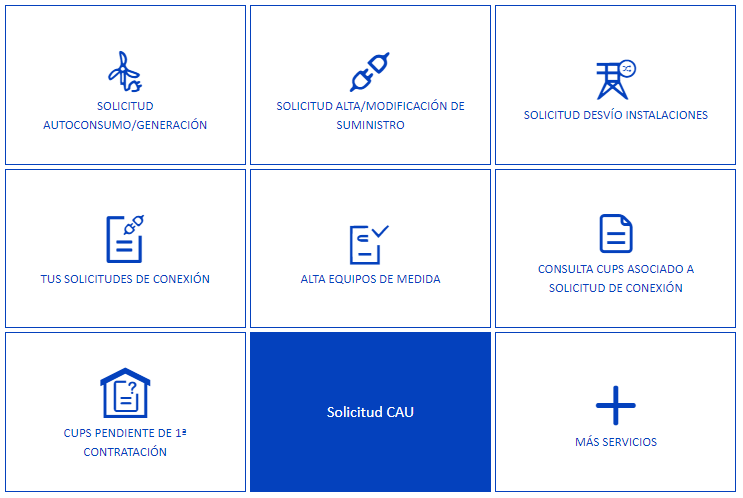 SOLICITUD
AUTOCONSUMO/GENERACIÓN
SOLICITUD ALTA/MODIFICACIÓN DE
SUMINISTRO
SOLICITUD DESVÍO INSTALACIONES
TUS SOLICITUDES DE CONEXIÓN
ALTA EQUIPOS DE MEDIDA
CONSULTA CUPS ASOCIADO A
SOLICITUD DE CONEXIÓN
CUPS PENDIENTE DE 1ª
CONTRATACIÓN
Solicitud CAU
MÁS SERVICIOS